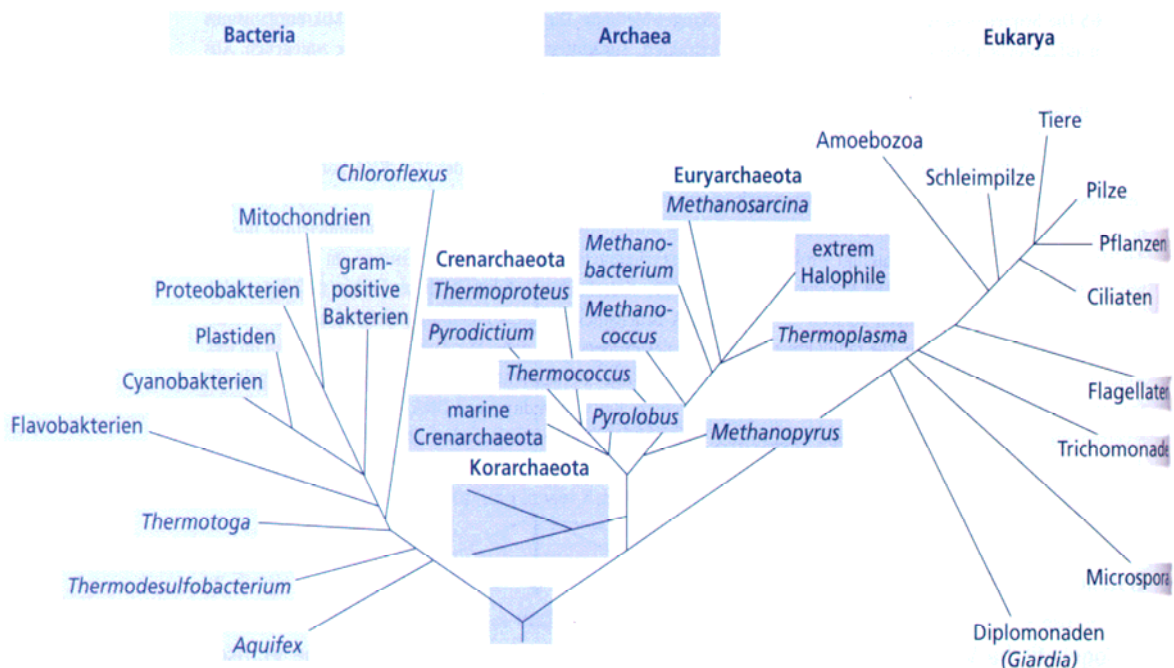 Bacteria
Archaea
Eukarya
Tiere
Amoebozoa
Chloroflexus
Euryarchaeota
Schleimpilze
Methanosarcina
Pilze
Mitochondrien
Methano-
bacterium
extrem
Halophile
Pflanzen
gram-
positive
Bakterien
Crenarchaeota
Thermoproteus
Proteobakterien
Methano-
coccus
Ciliaten
Plastiden
Pyrodictium
Thermoplasma
Cyanobakterien
Thermococcus
Flagellate
Flavobakterien
marine
Crenarchaeota
Pyrolobus
Methanopyrus
Trichomonade
Korarchaeota
Thermotoga
Thermodesulfobacterium
Microspora
Aquifex
Diplomonaden
(Giardia)